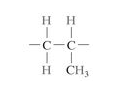 H H
— C — C —
H CH₃